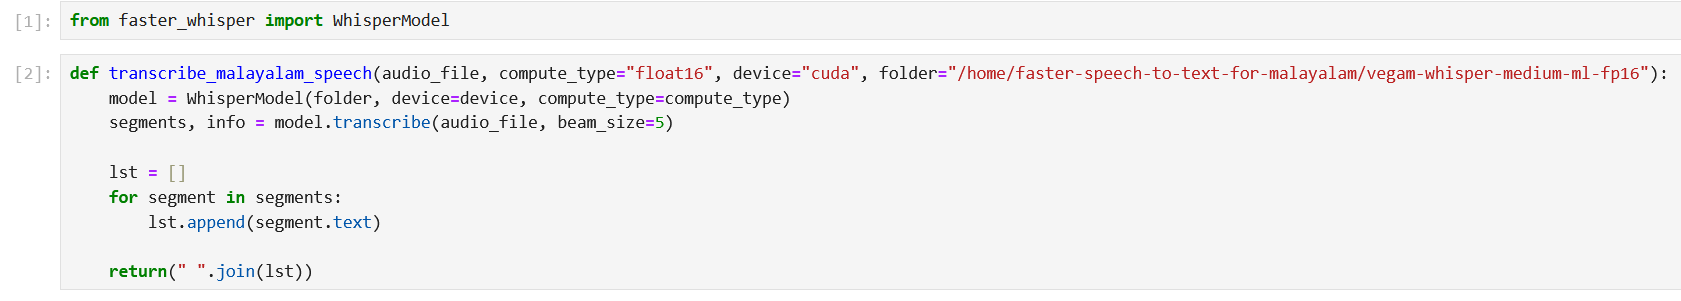 [1]: from faster_whisper import WhisperModel
[2]: def transcribe_malayalam_speech(audio_file, compute_type="float16", device="cuda", folder="/home/faster-speech-to-text-for-malayalam/vegam-whisper-medium-ml-fp16"):
    model = WhisperModel(folder, device=device, compute_type=compute_type)
    segments, info = model.transcribe(audio_file, beam_size=5)

    lst = []
    for segment in segments:
        lst.append(segment.text)

    return(" ".join(lst))